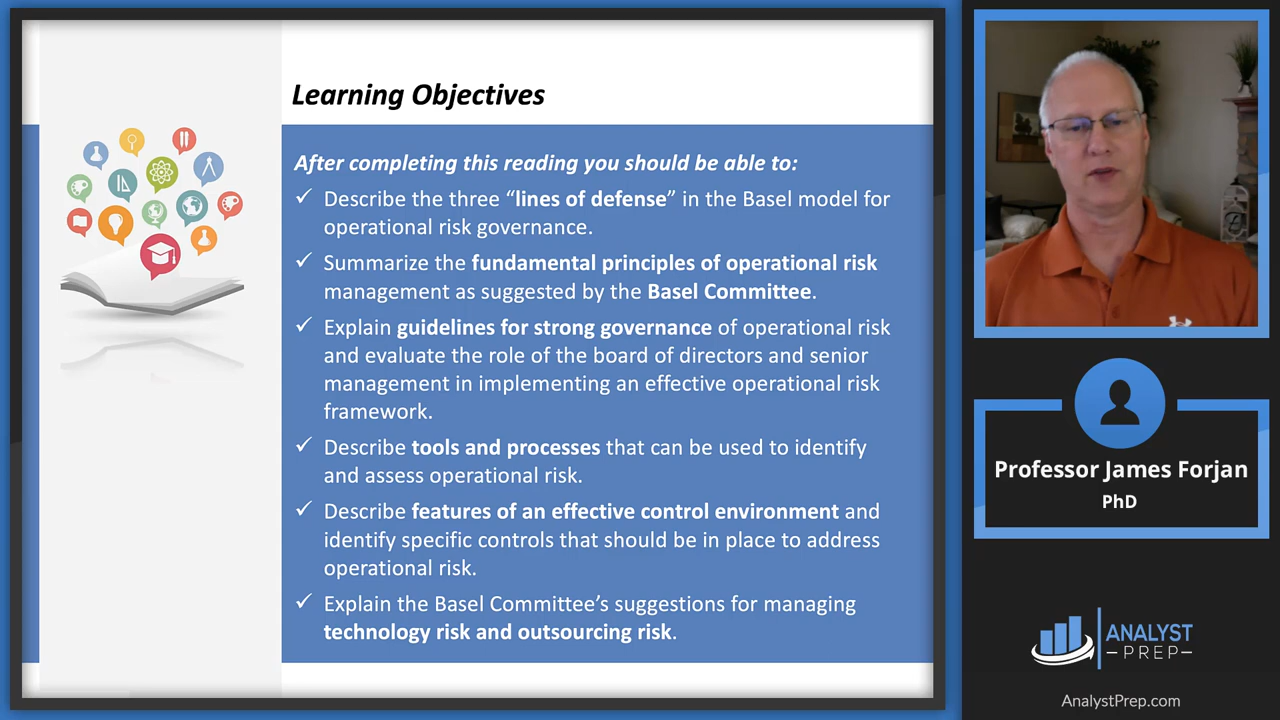 Learning Objectives
After completing this reading you should be able to:
✓ Describe the three “lines of defense” in the Basel model for
operational risk governance.
✓ Summarize the fundamental principles of operational risk
management as suggested by the Basel Committee.
✓ Explain guidelines for strong governance of operational risk
and evaluate the role of the board of directors and senior
management in implementing an effective operational risk
framework.
✓ Describe tools and processes that can be used to identify
and assess operational risk.
✓ Describe features of an effective control environment and
identify specific controls that should be in place to address
operational risk.
✓ Explain the Basel Committee’s suggestions for managing
technology risk and outsourcing risk.
Professor James Forjan
PhD
ANALYST
PREP
AnalystPrep.com